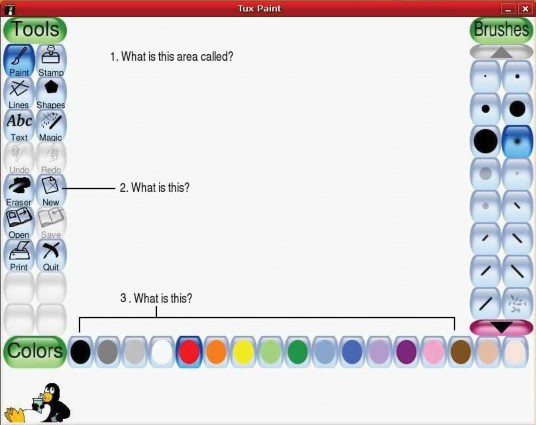 Tux Paint
Tools
Brushes
1. What is this area called?
Paint Stamp
Lines Shapes
Abc
Text Magic
Undo Redo
2. What is this?
Eraser New
Open Save
Print Quit
3. What is this?
Colors